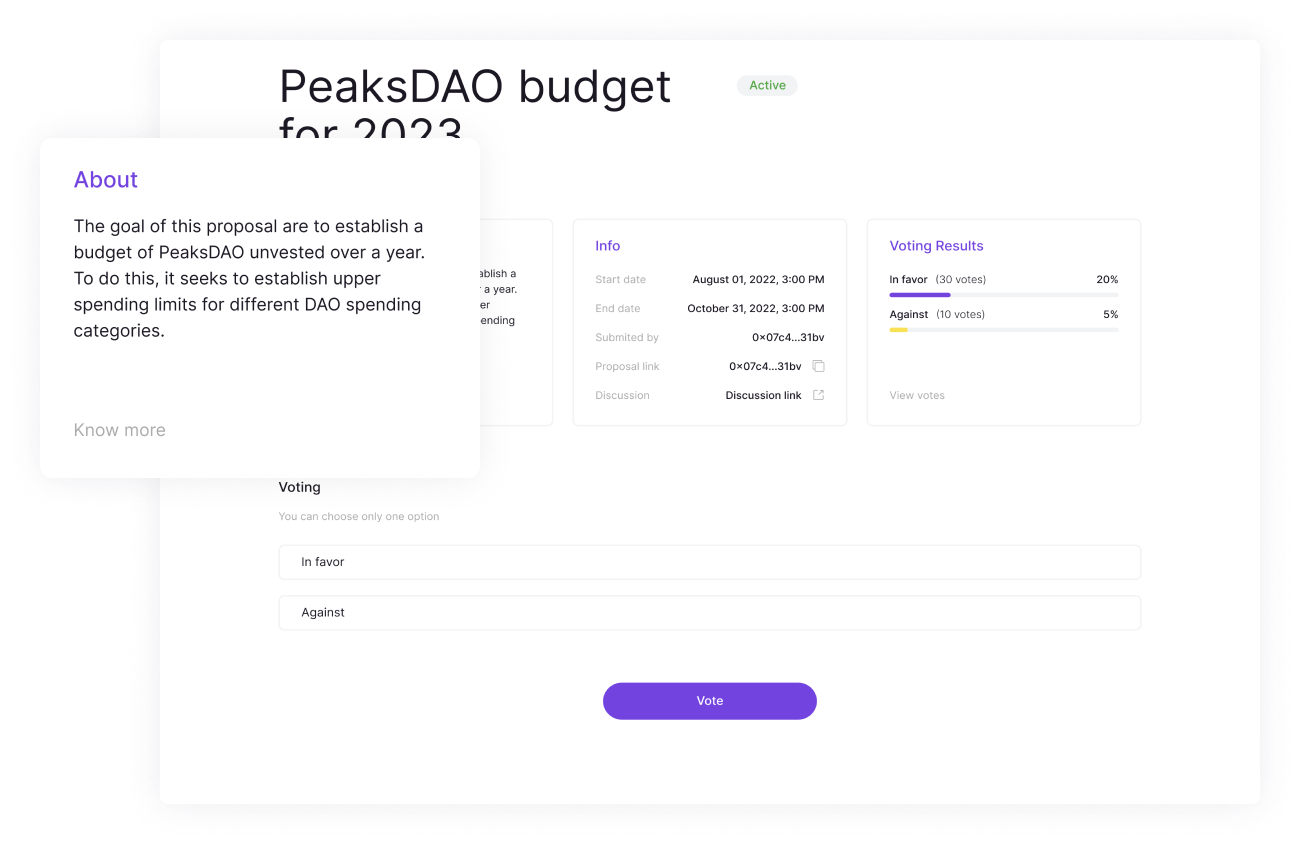 PeaksDAO budget
for 2023
Active
About
The goal of this proposal are to establish a
budget of PeaksDAO unvested over a year.
To do this, it seeks to establish upper
spending limits for different DAO spending
categories.
Know more
ablish a
r a year.
er
ending
Info
Start date August 01, 2022, 3:00 PM
End date October 31, 2022, 3:00 PM
Submited by 0×07c4...31bv
Proposal link 0×07c4...31bv
Discussion Discussion link
Voting Results
In favor (30 votes) 20%
Against (10 votes) 5%
View votes
Voting
You can choose only one option
In favor
Against
Vote